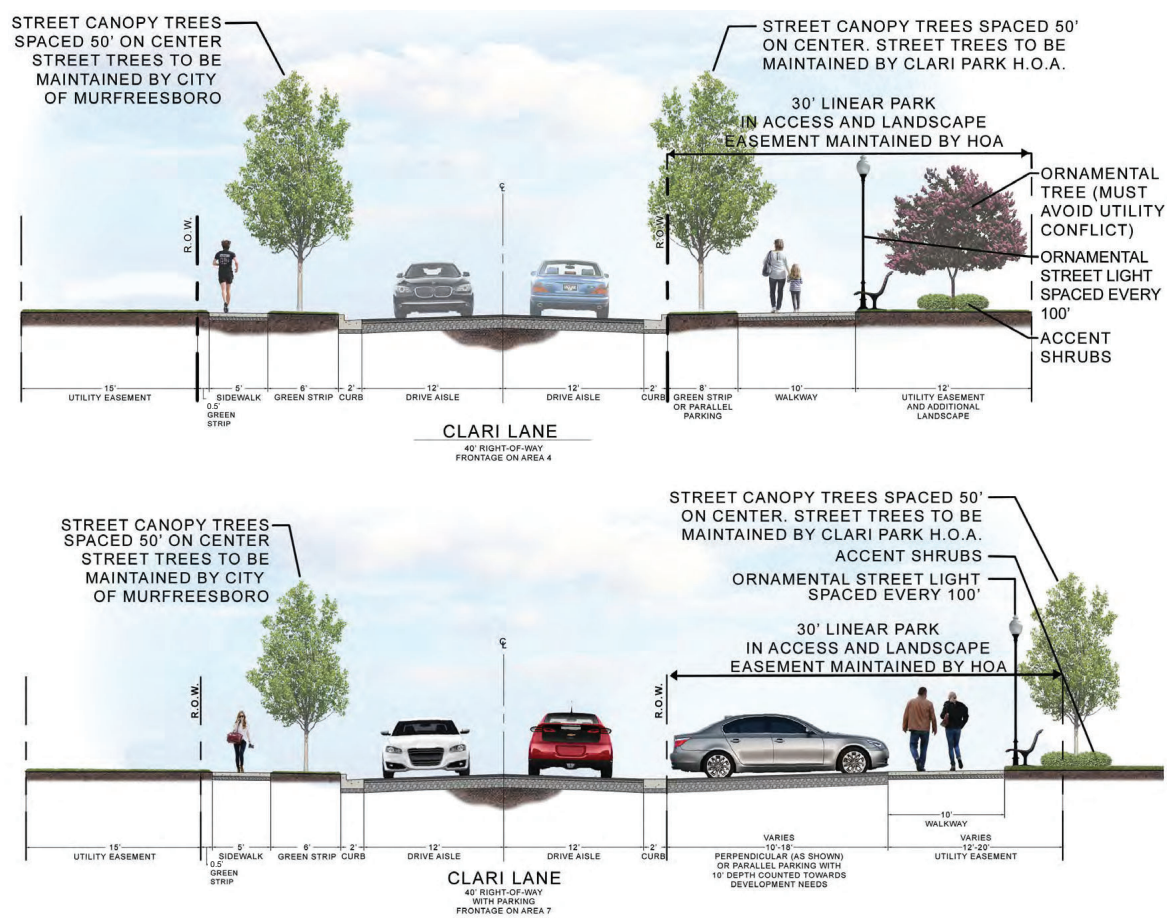 STREET CANOPY TREES
SPACED 50' ON CENTER
STREET TREES TO BE
MAINTAINED BY CITY
OF MURFREESBORO
STREET CANOPY TREES SPACED 50'
ON CENTER. STREET TREES TO BE
MAINTAINED BY CLARI PARK H.O.A.
30' LINEAR PARK
IN ACCESS AND LANDSCAPE
EASEMENT MAINTAINED BY HOA
ORNAMENTAL
TREE (MUST
AVOID UTILITY
CONFLICT)
ORNAMENTAL
STREET LIGHT
SPACED EVERY
100'
ACCENT
SHRUBS
R.O.W.
℄
R.O.W.
15'
UTILITY EASEMENT
0.5'
GREEN
STRIP
5'
SIDEWALK
6'
GREEN STRIP
2'
CURB
12'
DRIVE AISLE
12'
DRIVE AISLE
2'
CURB
8'
GREEN STRIP
OR PARALLEL
PARKING
10'
WALKWAY
12'
UTILITY EASEMENT
AND ADDITIONAL
LANDSCAPE
CLARI LANE
40' RIGHT-OF-WAY
FRONTAGE ON AREA 4
STREET CANOPY TREES
SPACED 50' ON CENTER
STREET TREES TO BE
MAINTAINED BY CITY
OF MURFREESBORO
STREET CANOPY TREES SPACED 50'
ON CENTER. STREET TREES TO BE
MAINTAINED BY CLARI PARK H.O.A.
ACCENT SHRUBS
ORNAMENTAL STREET LIGHT
SPACED EVERY 100'
30' LINEAR PARK
IN ACCESS AND LANDSCAPE
EASEMENT MAINTAINED BY HOA
R.O.W.
℄
R.O.W.
15'
UTILITY EASEMENT
0.5'
GREEN
STRIP
5'
SIDEWALK
6'
GREEN STRIP
2'
CURB
12'
DRIVE AISLE
12'
DRIVE AISLE
2'
CURB
VARIES
10'-18'
PERPENDICULAR (AS SHOWN)
OR PARALLEL PARKING WITH
10' DEPTH COUNTED TOWARDS
DEVELOPMENT NEEDS
10'
WALKWAY
VARIES
12'-20'
UTILITY EASEMENT
CLARI LANE
40' RIGHT-OF-WAY
WITH PARKING
FRONTAGE ON AREA 7